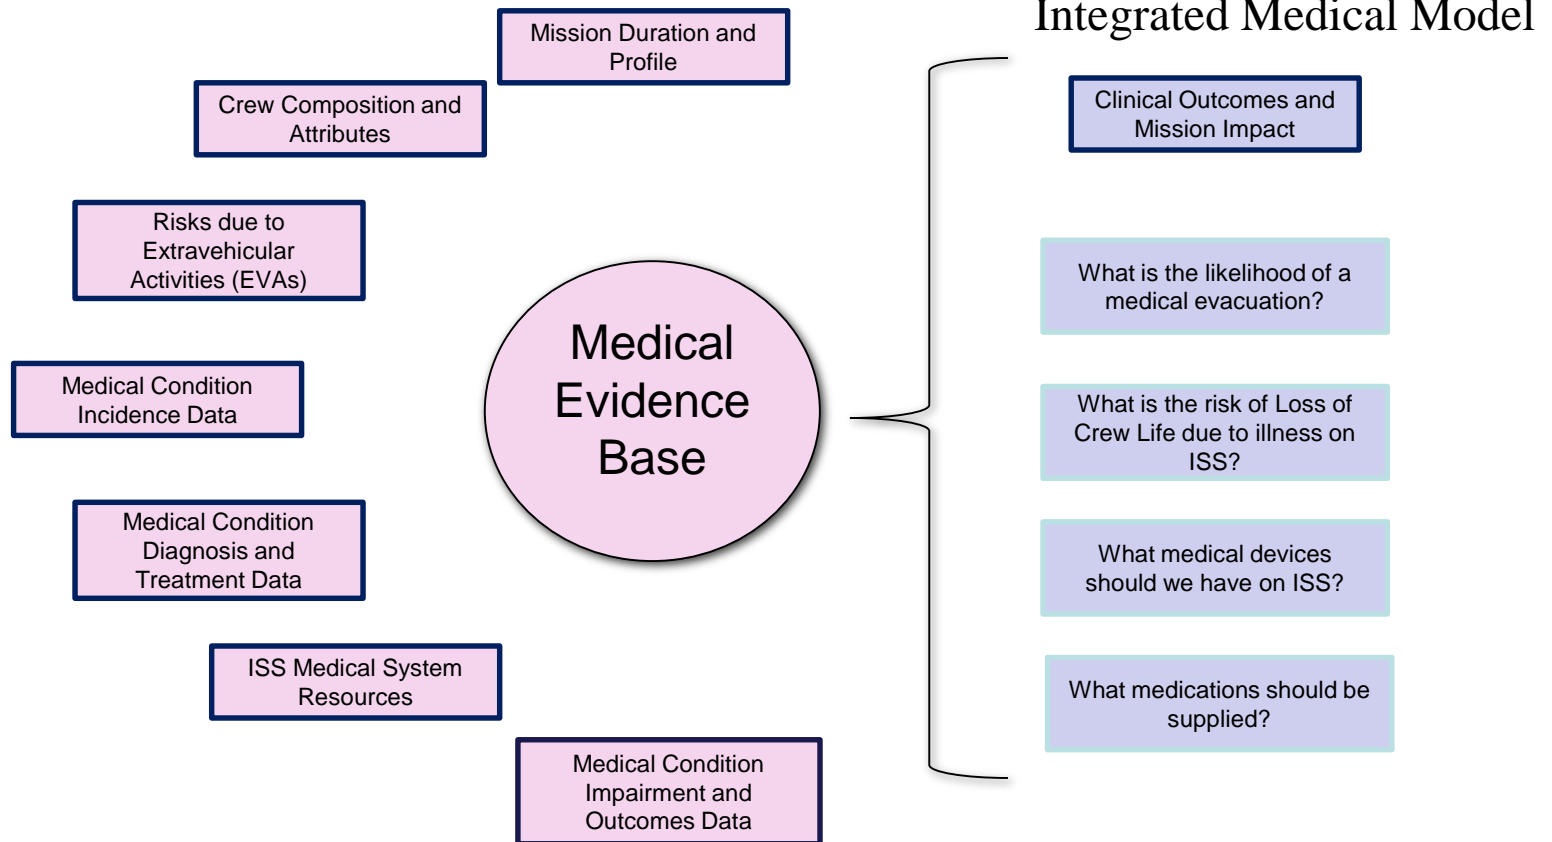 Integrated Medical Model
Mission Duration and
Profile
Crew Composition and
Attributes
Risks due to
Extravehicular
Activities (EVAs)
Medical Condition
Incidence Data
Medical Condition
Diagnosis and
Treatment Data
ISS Medical System
Resources
Medical Condition
Impairment and
Outcomes Data
Medical
Evidence
Base
Clinical Outcomes and
Mission Impact
What is the likelihood of a
medical evacuation?
What is the risk of Loss of
Crew Life due to illness on
ISS?
What medical devices
should we have on ISS?
What medications should be
supplied?